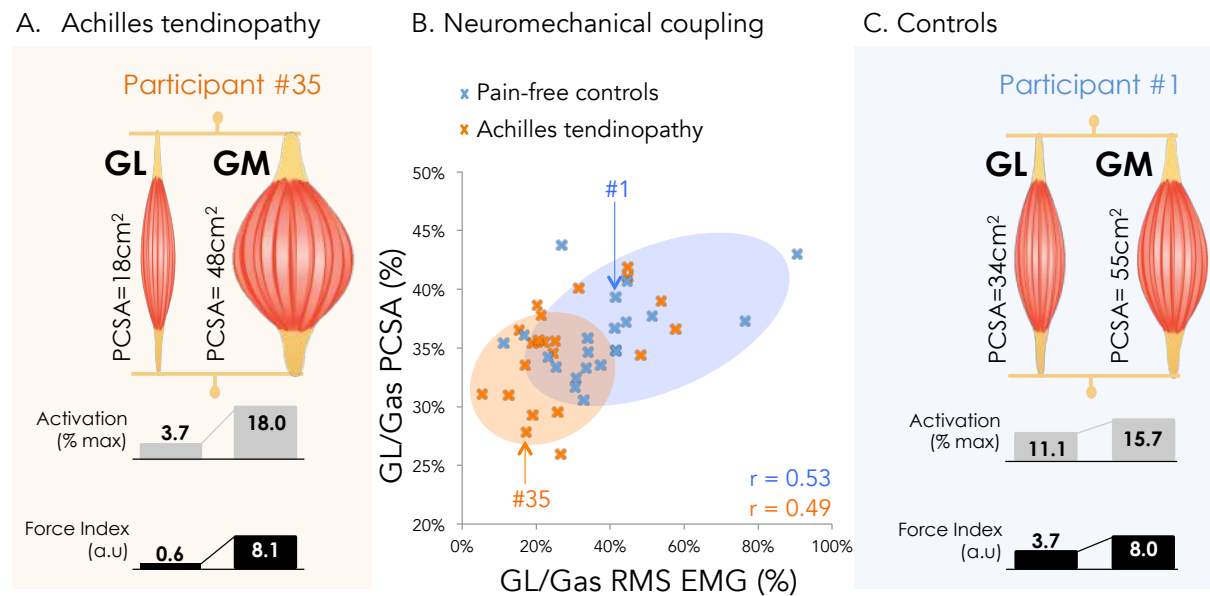 A. Achilles tendinopathy
Participant #35
GL GM
PCSA= 18cm²
PCSA= 48cm²
Activation
(% max)
3.7
18.0
Force Index
(a.u)
0.6
8.1
B. Neuromechanical coupling
Pain-free controls
Achilles tendinopathy
GL/Gas PCSA (%)
50%
45%
40%
35%
30%
25%
20%
#1
#35
r = 0.53
r = 0.49
0% 20% 40% 60% 80% 100%
GL/Gas RMS EMG (%)
C. Controls
Participant #1
GL GM
PCSA=34cm²
PCSA= 55cm²
Activation
(% max)
11.1
15.7
Force Index
(a.u)
3.7
8.0